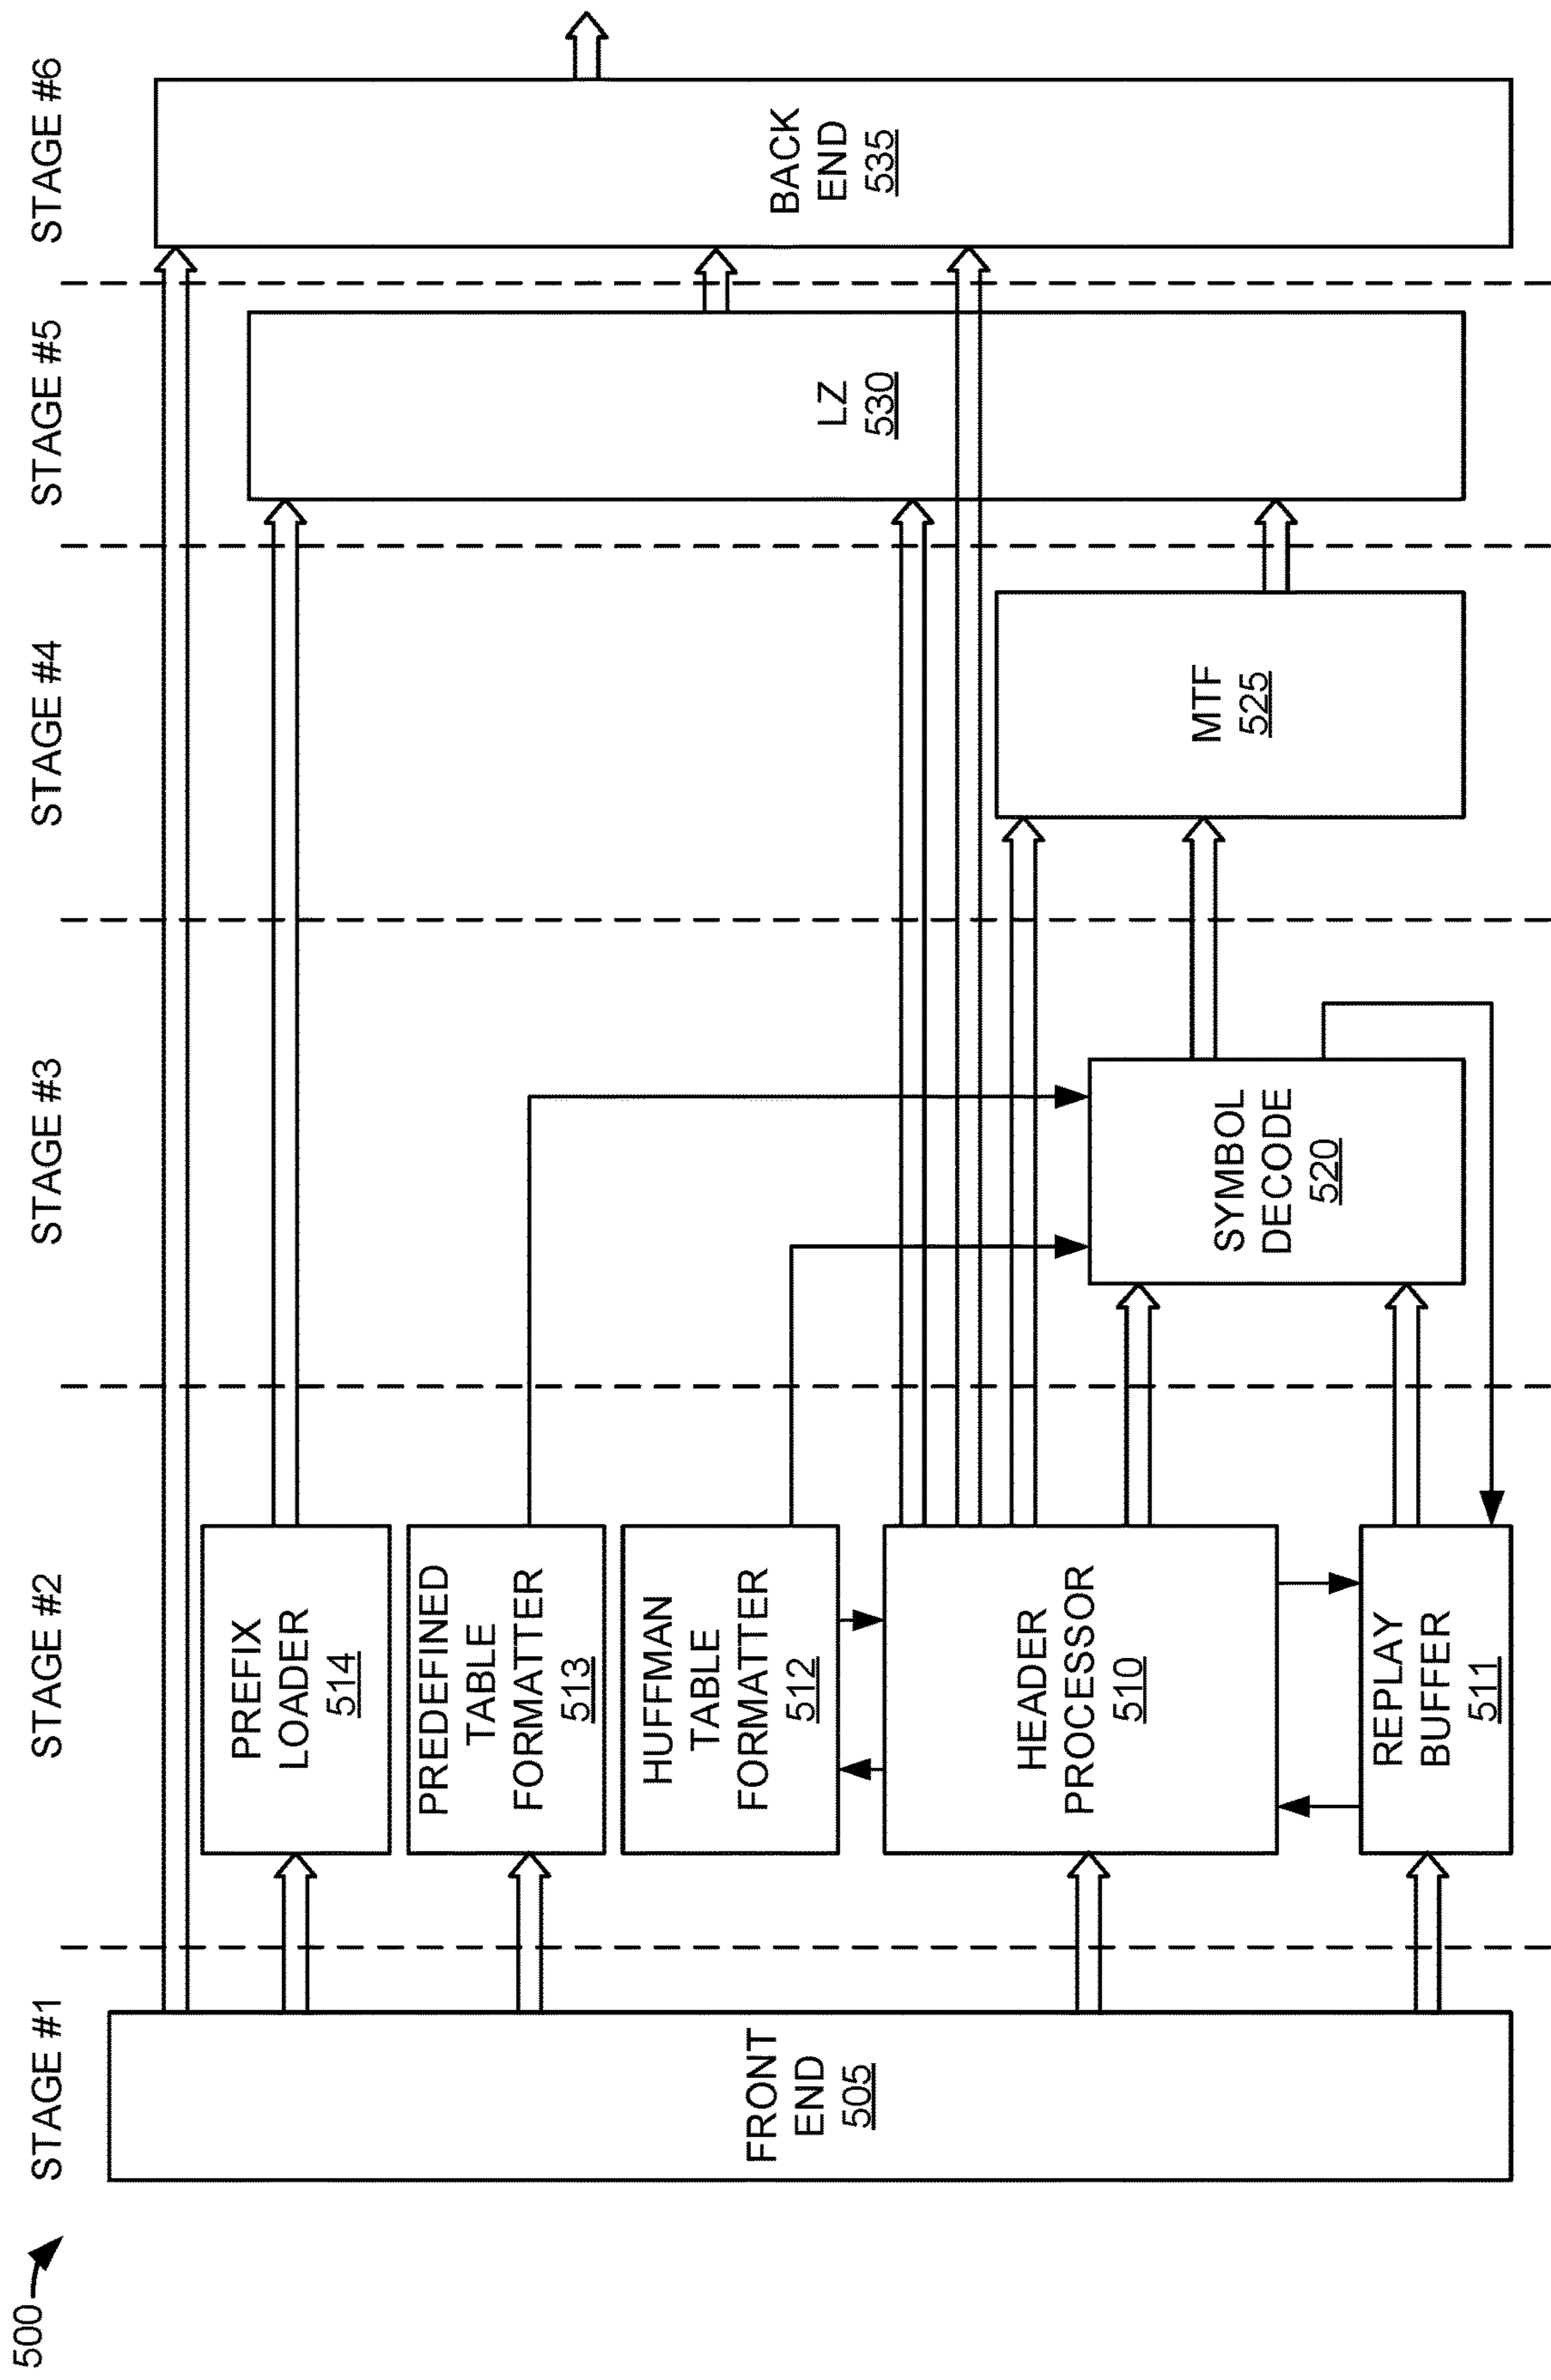 500
STAGE #1
STAGE #2
STAGE #3
STAGE #4
STAGE #5
STAGE #6
FRONT
END
505
PREFIX
LOADER
514
PREDEFINED
TABLE
FORMATTER
513
HUFFMAN
TABLE
FORMATTER
512
HEADER
PROCESSOR
510
REPLAY
BUFFER
511
SYMBOL
DECODE
520
MTF
525
LZ
530
BACK
END
535